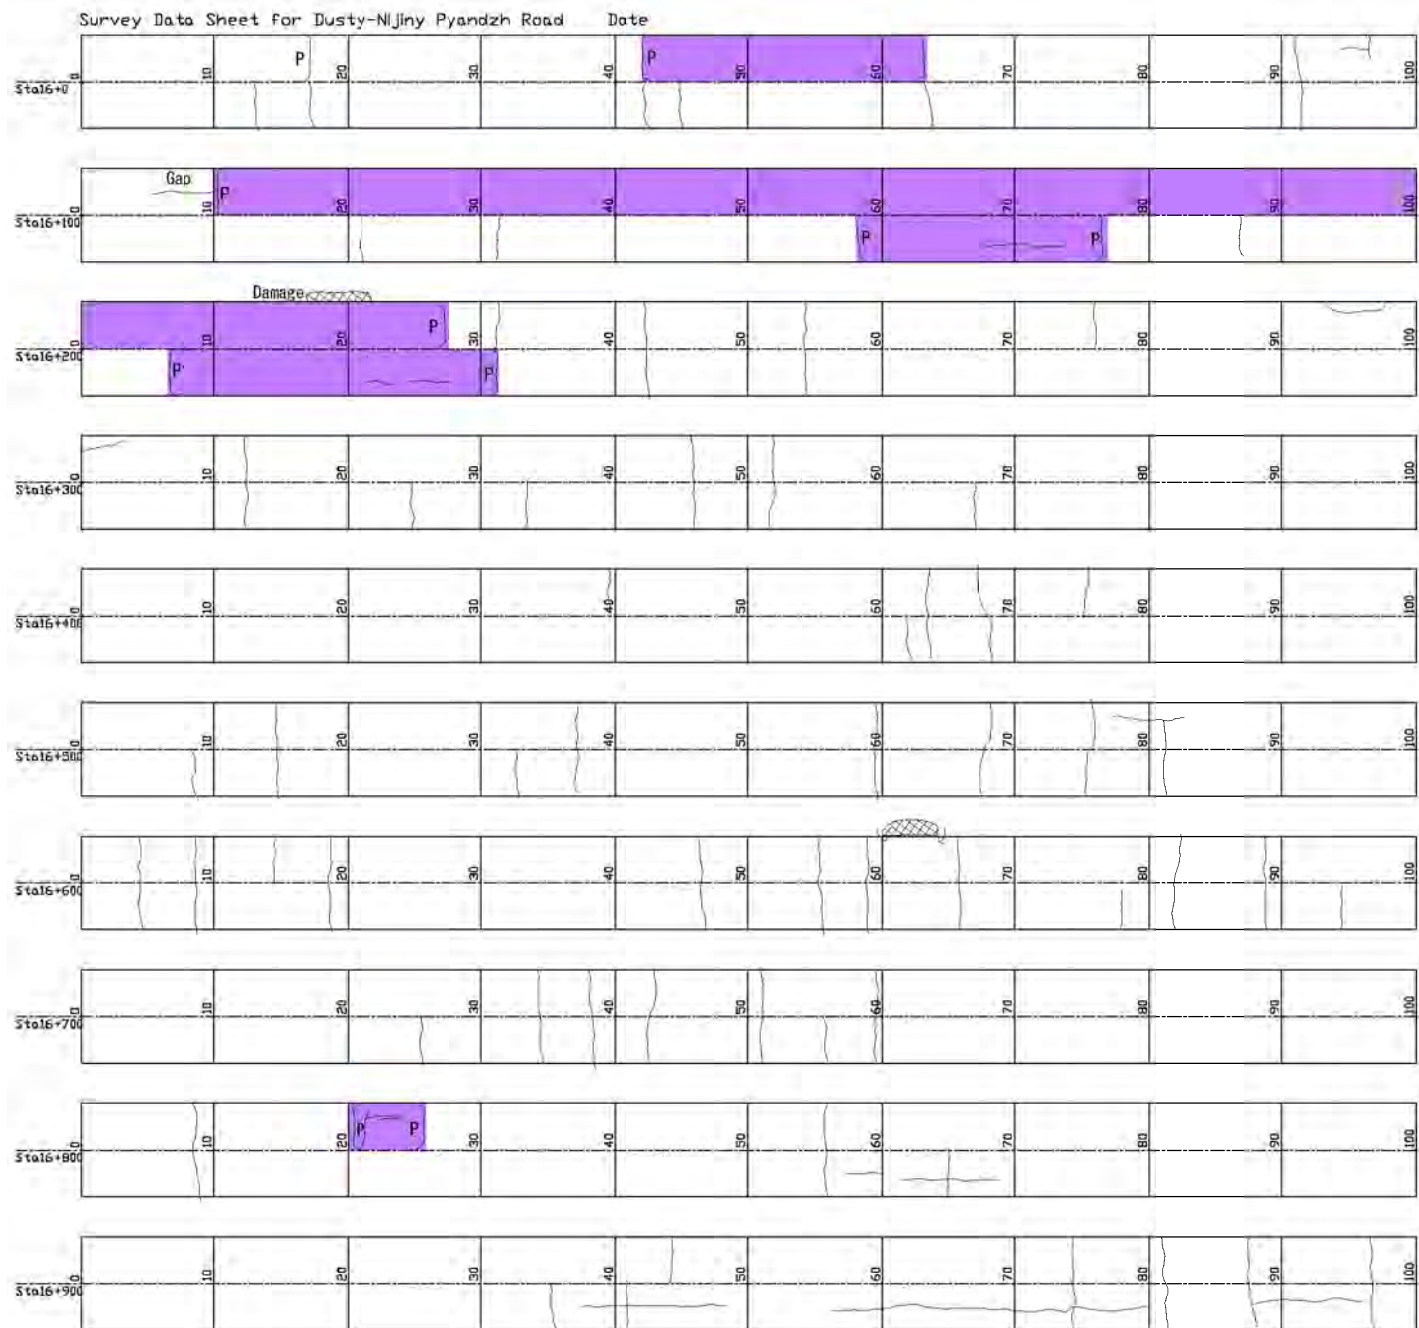 Survey Data Sheet for Dusty-Nijiny Pyandzh Road Date
P P
0 10 20 30 40 50 60 70 80 90 100
Sta16+0
Gap
P
0 10 20 30 40 50 60 70 80 90 100
Sta16+100
P P
Damage
P
0 10 20 30 40 50 60 70 80 90 100
Sta16+200
P P
0 10 20 30 40 50 60 70 80 90 100
Sta16+300
0 10 20 30 40 50 60 70 80 90 100
Sta16+400
0 10 20 30 40 50 60 70 80 90 100
Sta16+500
0 10 20 30 40 50 60 70 80 90 100
Sta16+600
0 10 20 30 40 50 60 70 80 90 100
Sta16+700
P P
0 10 20 30 40 50 60 70 80 90 100
Sta16+800
0 10 20 30 40 50 60 70 80 90 100
Sta16+900